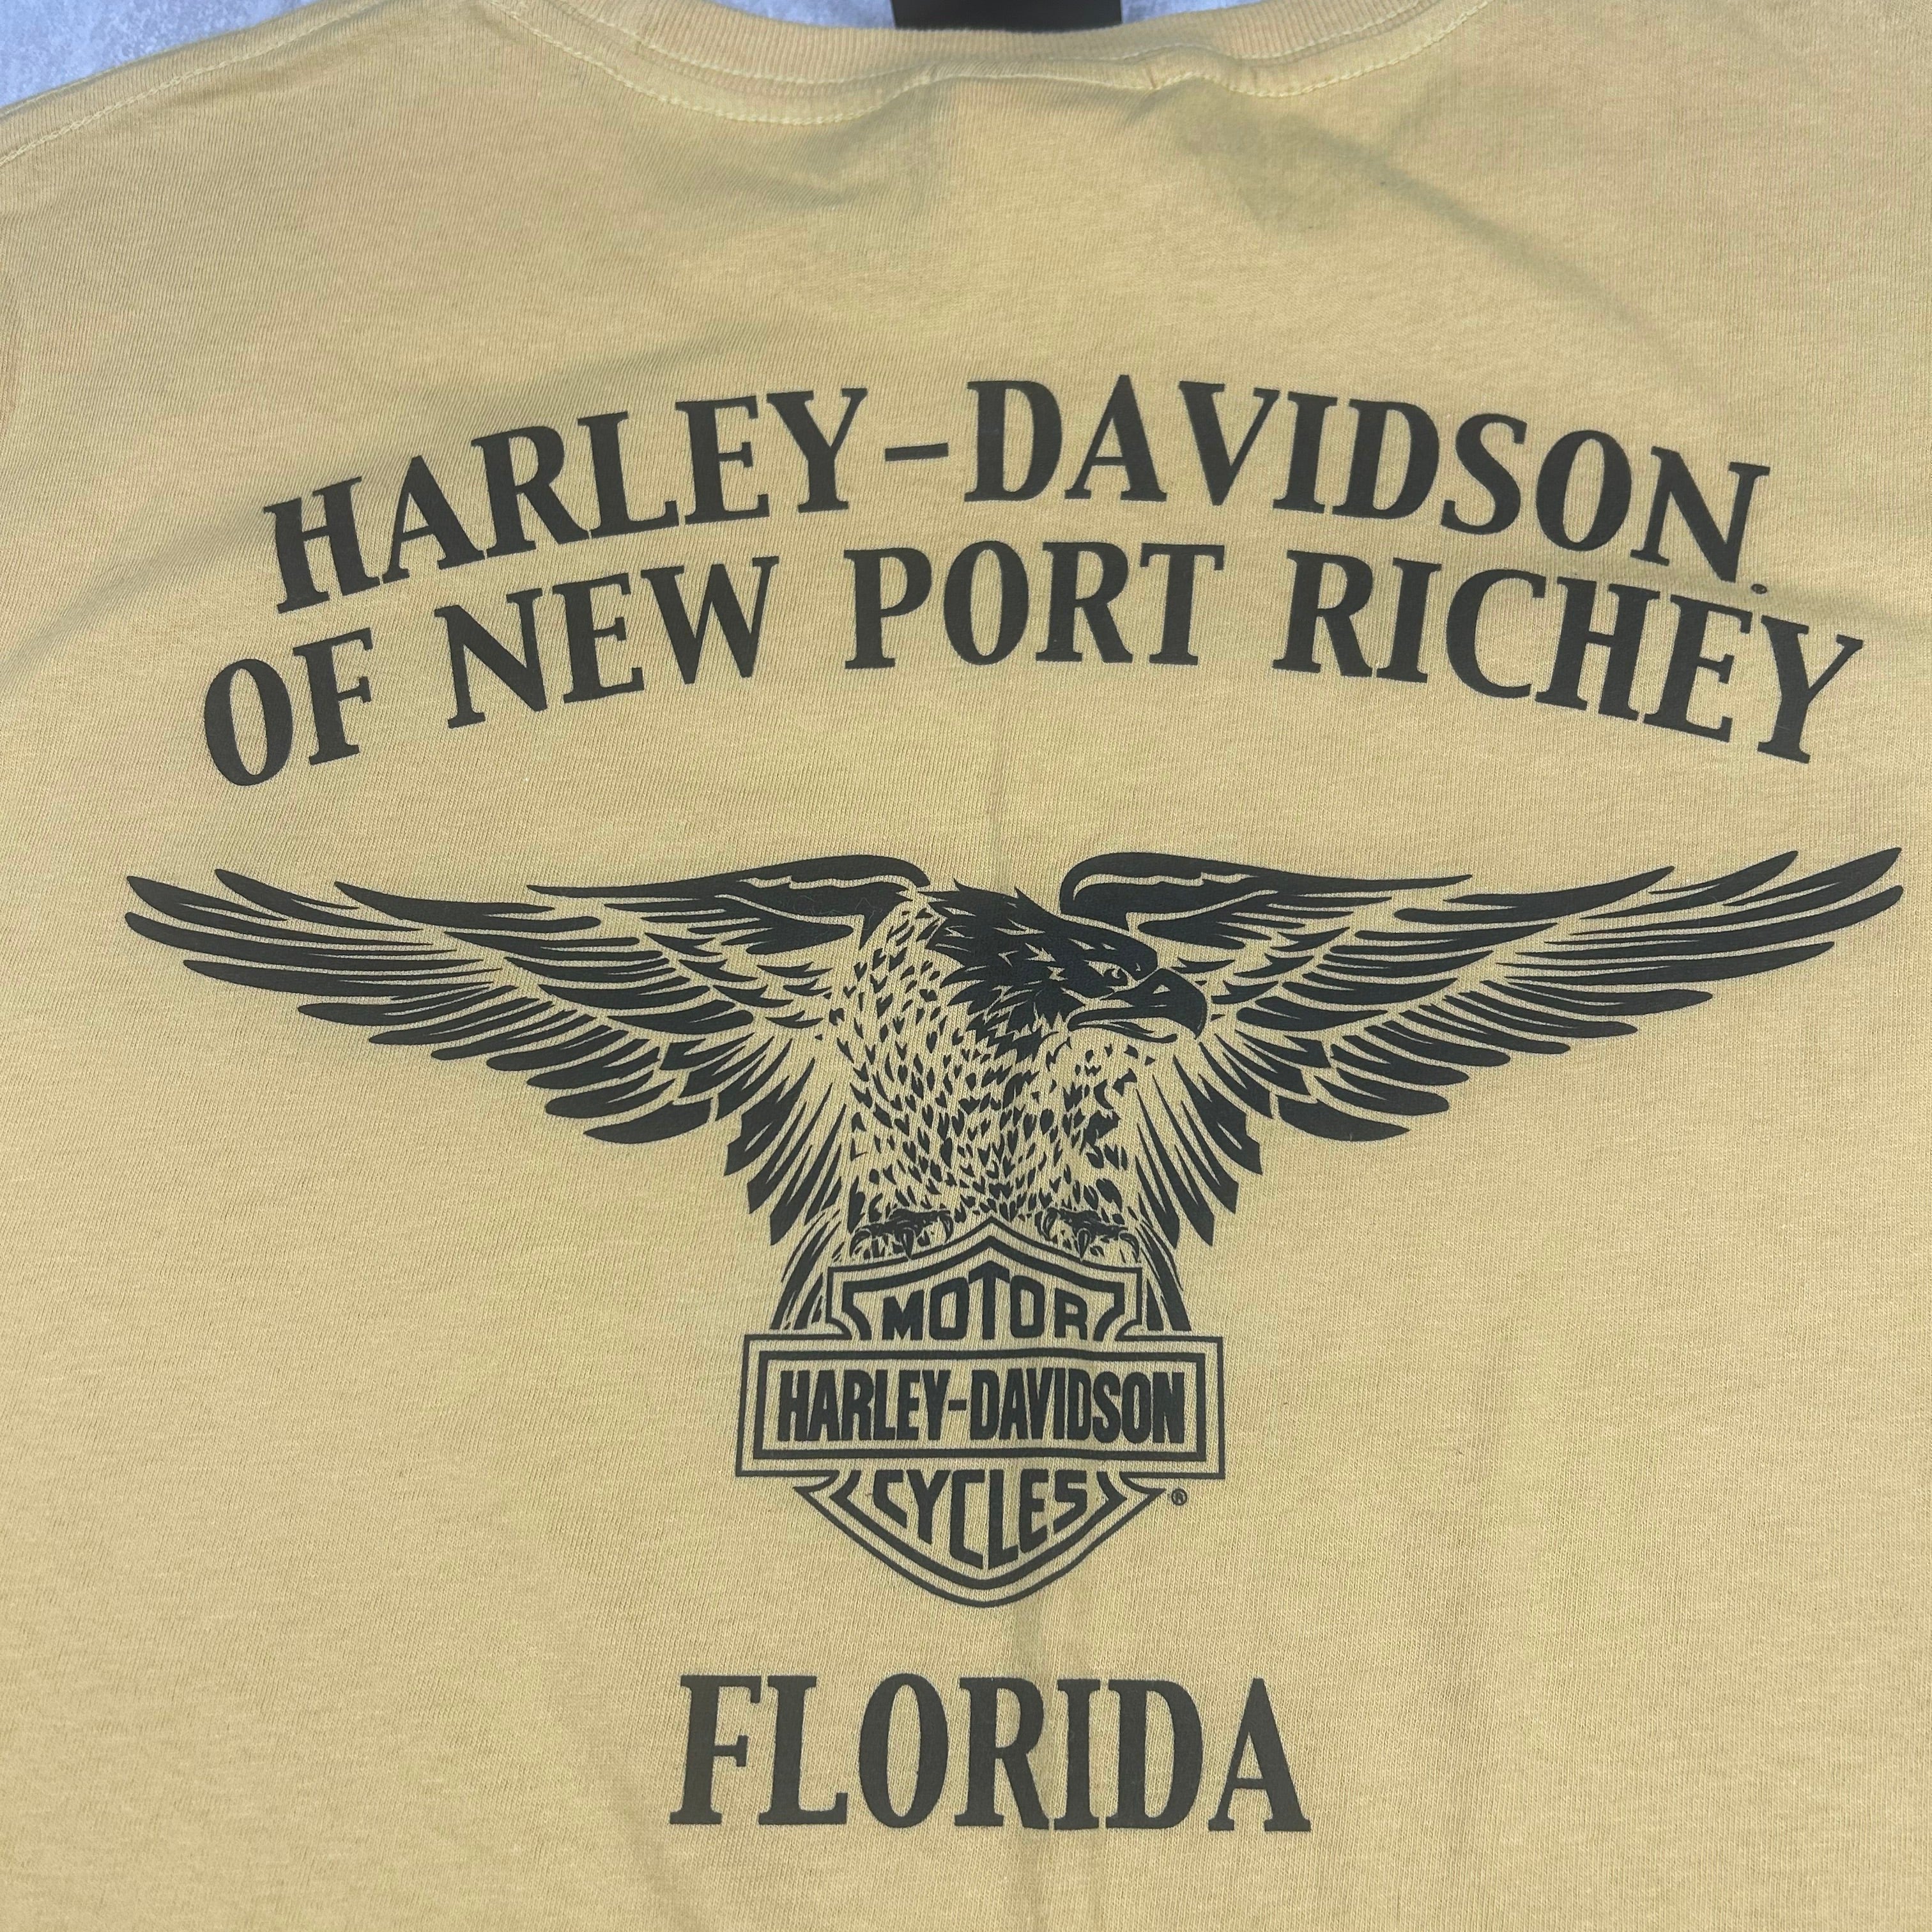 HARLEY-DAVIDSON®
OF NEW PORT RICHEY
MOTOR
HARLEY-DAVIDSON
CYCLES
®
FLORIDA